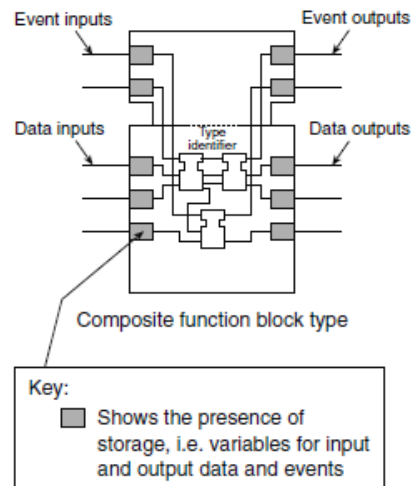 Event inputs
Event outputs
Data inputs
Type
identifier
Data outputs
Composite function block type
Key:
Shows the presence of
storage, i.e. variables for input
and output data and events